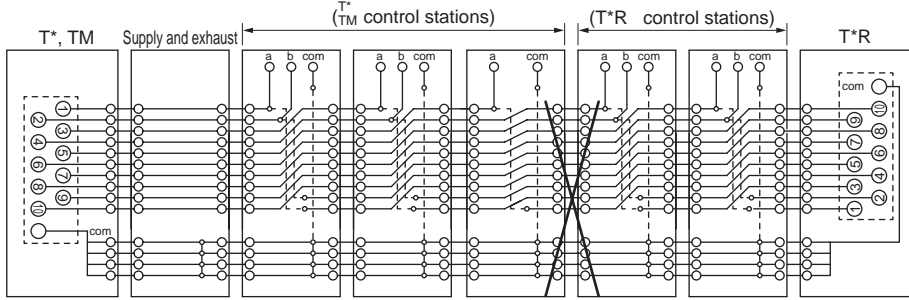 T*
(TM control stations)
(T*R control stations)
T*, TM
Supply and exhaust
T*R
a b com
a b com
a com
a b com
a b com
com
1
2
3
4
5
6
7
8
9
10
com
10
9
8
7
6
5
4
3
2
1